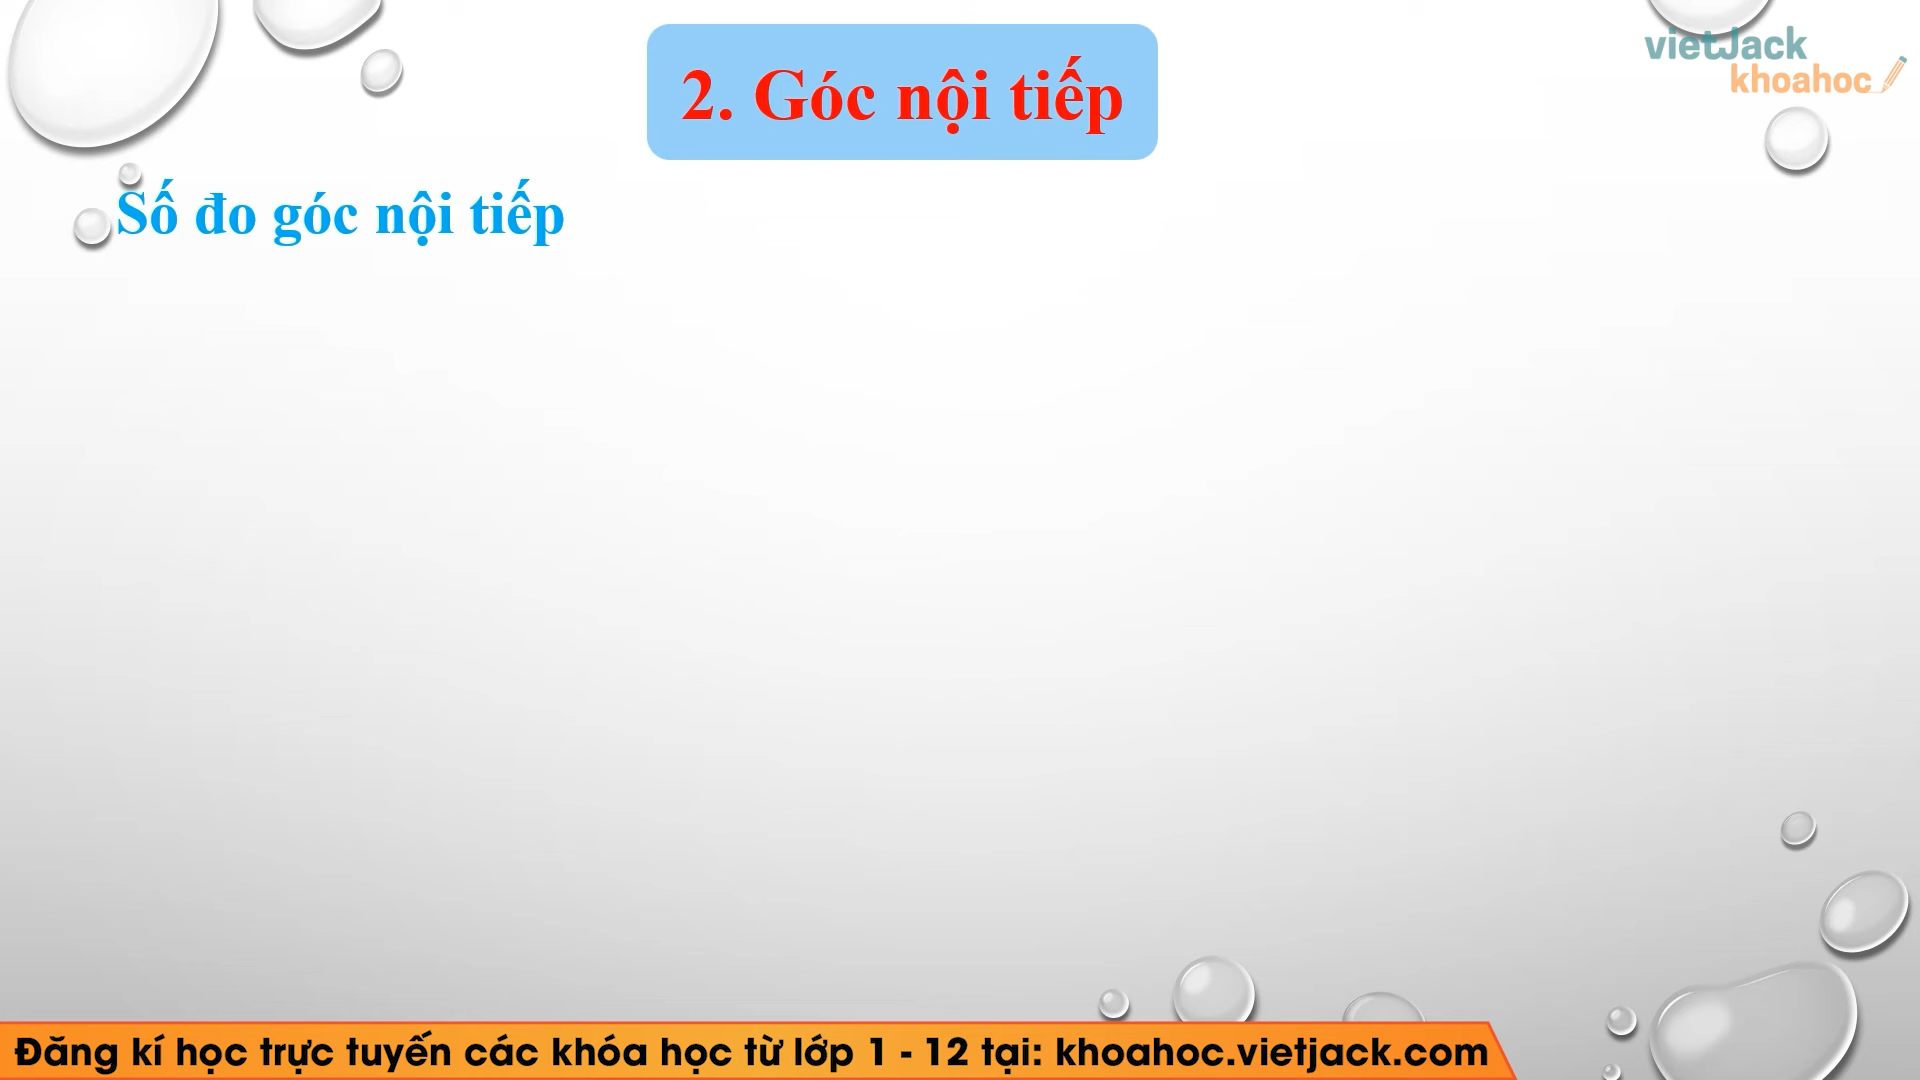 2. Góc nội tiếp
vietJack
khoahoc
Số đo góc nội tiếp
Đăng kí học trực tuyến các khóa học từ lớp 1 - 12 tại: khoahoc.vietjack.com